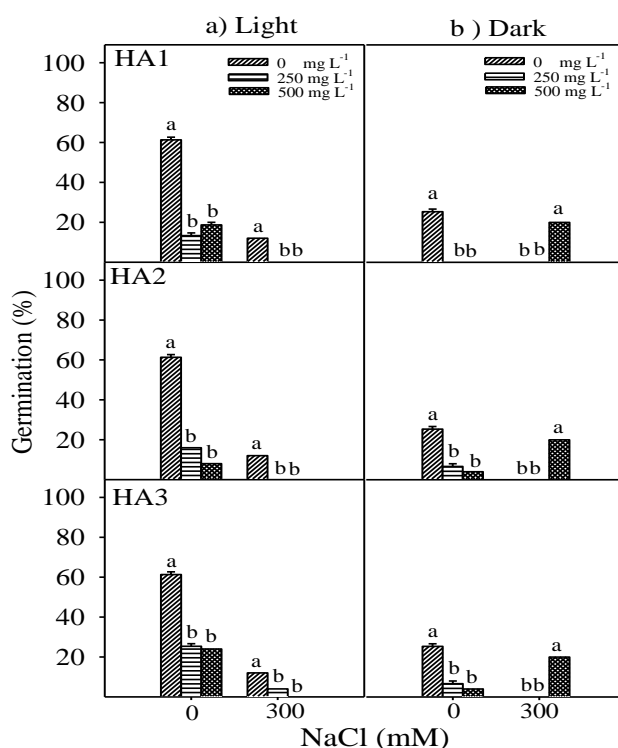 a) Light
b ) Dark
HA1
0 mg L⁻¹
250 mg L⁻¹
500 mg L⁻¹
0 mg L⁻¹
250 mg L⁻¹
500 mg L⁻¹
100
80
60
40
20
a
b
b
a
bb
a
bb
b b
a
HA2
100
80
60
40
20
a
b
b
a
b b
a
b
b
bb
a
HA3
100
80
60
40
20
a
b
b
a
b
b
a
b
b
bb
a
0
300
0
300
Germination (%)
NaCl (mM)